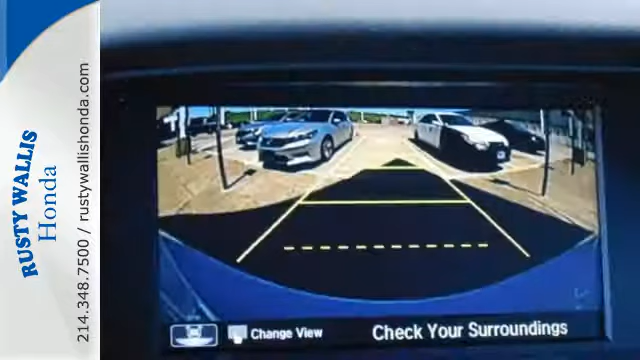 RUSTY WALLIS
Honda
214.348.7500 / rustywallishonda.com
Change View
Check Your Surroundings